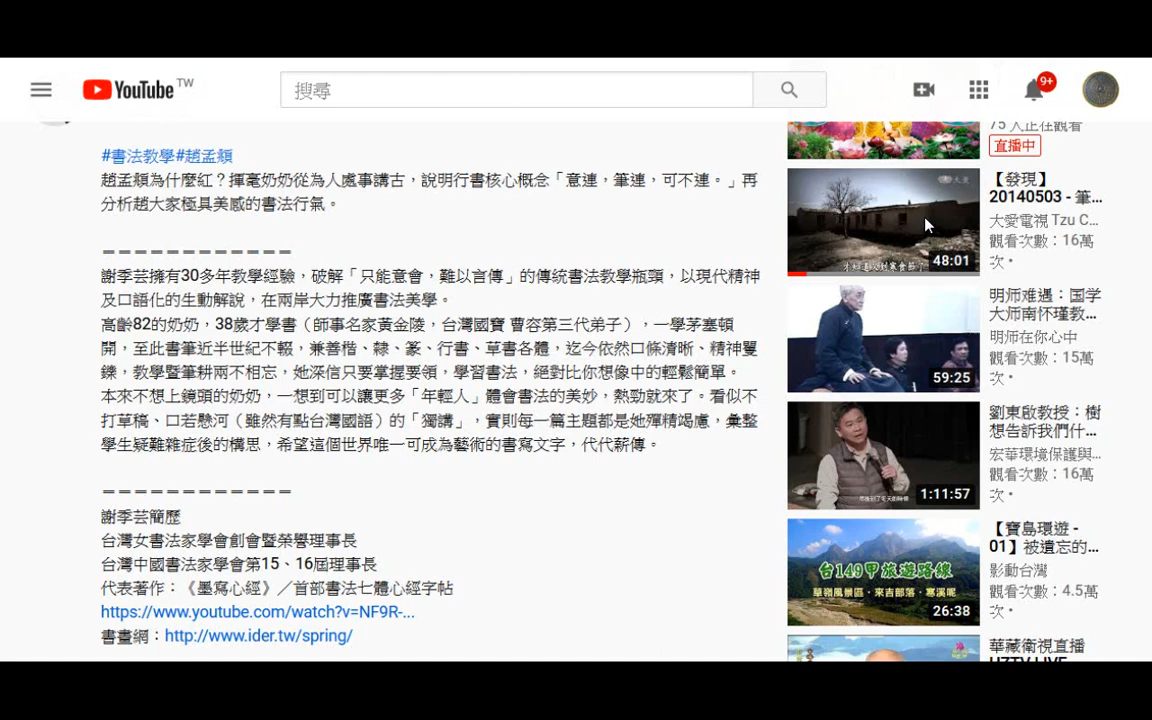 YouTube TW
搜尋
9+
#書法教學#趙孟頫
趙孟頫為什麼紅？揮毫奶奶從為人處事講古，說明行書核心概念「意連，筆連，可不連。」再
分析趙大家極具美感的書法行氣。
＝＝＝＝＝＝＝＝＝＝＝＝
謝季芸擁有30多年教學經驗，破解「只能意會，難以言傳」的傳統書法教學瓶頸，以現代精神
及口語化的生動解說，在兩岸大力推廣書法美學。
高齡82的奶奶，38歲才學書（師事名家黃金陵，台灣國寶 曹容第三代弟子），一學茅塞頓
開，至此書筆近半世紀不輟，兼善楷、隸、篆、行書、草書各體，迄今依然口條清晰、精神矍
鑠，教學暨筆耕兩不相忘，她深信只要掌握要領，學習書法，絕對比你想像中的輕鬆簡單。
本來不想上鏡頭的奶奶，一想到可以讓更多「年輕人」體會書法的美妙，熱勁就來了。看似不
打草稿、口若懸河（雖然有點台灣國語）的「獨講」，實則每一篇主題都是她殫精竭慮，彙整
學生疑難雜症後的構思，希望這個世界唯一可成為藝術的書寫文字，代代薪傳。
＝＝＝＝＝＝＝＝＝＝＝＝
謝季芸簡歷
台灣女書法家學會創會暨榮譽理事長
台灣中國書法家學會第15、16屆理事長
代表著作：《墨寫心經》／首部書法七體心經字帖
https://www.youtube.com/watch?v=NF9R-...
書畫網：http://www.ider.tw/spring/
75 人正在觀看
直播中
【發現】
20140503 - 筆...
大愛電視 Tzu C...
觀看次數：16萬
次・
大愛
48:01
明师难遇：国学
大师南怀瑾教...
明师在你心中
觀看次數：15萬
次・
59:25
劉東啟教授：樹
想告訴我們什...
宏華環境保護與...
觀看次數：16萬
次・
1:11:57
【寶島環遊 -
01】被遺忘的...
影動台灣
觀看次數：4.5萬
次・
台149甲旅遊路線
草嶺風景區．來吉部落．寒溪呢
26:38
華藏衛視直播